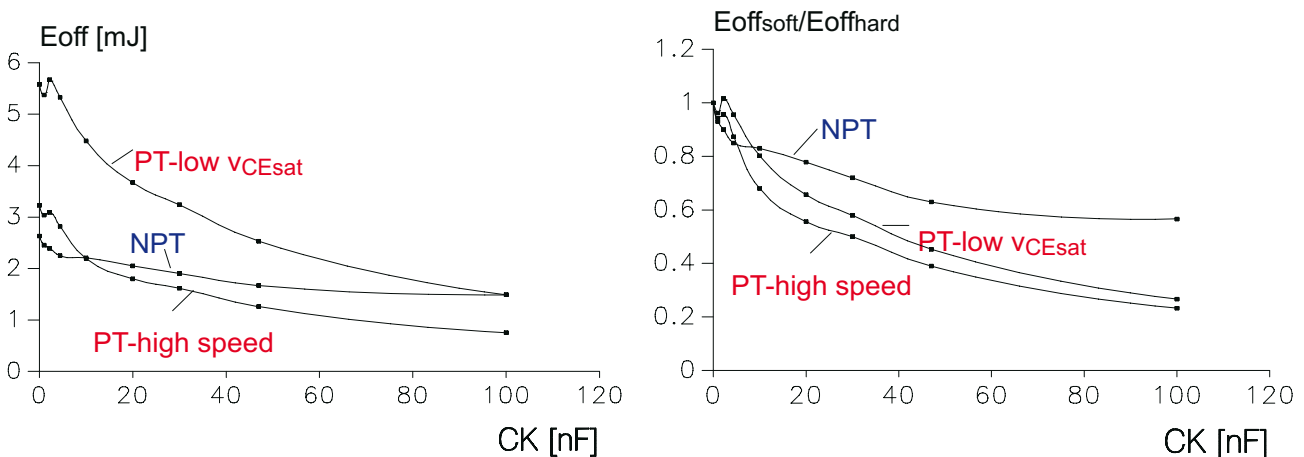 Eoff [mJ]
6
5
4
3
2
1
0
PT-low vCEsat
NPT
PT-high speed
0 20 40 60 80 100 120
CK [nF]
Eoffsoft/Eoffhard
1.2
1
0.8
0.6
0.4
0.2
0
NPT
PT-low vCEsat
PT-high speed
0 20 40 60 80 100 120
CK [nF]